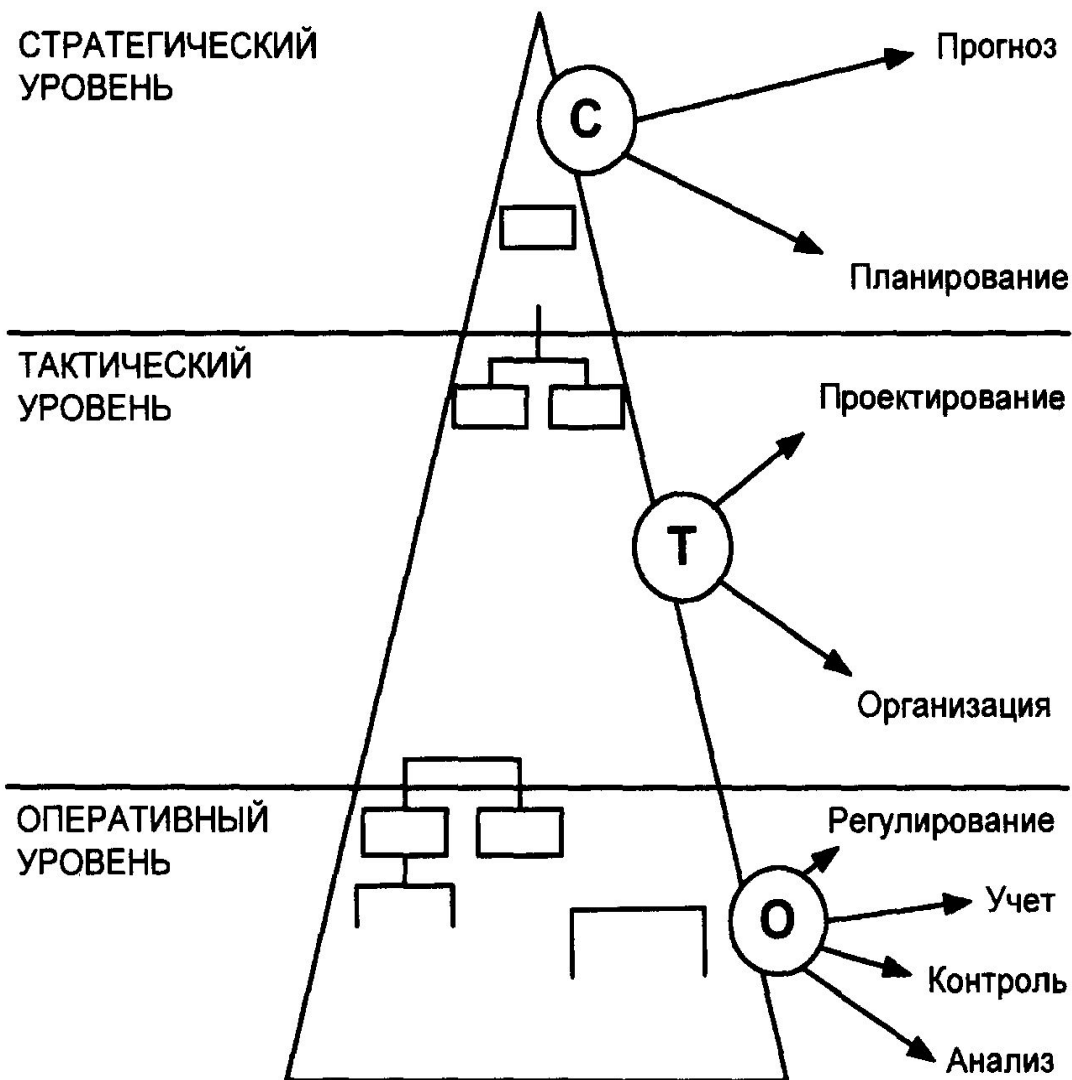 СТРАТЕГИЧЕСКИЙ
УРОВЕНЬ
С
Прогноз
Планирование
ТАКТИЧЕСКИЙ
УРОВЕНЬ
Проектирование
Т
Организация
ОПЕРАТИВНЫЙ
УРОВЕНЬ
Регулирование
О
Учет
Контроль
Анализ